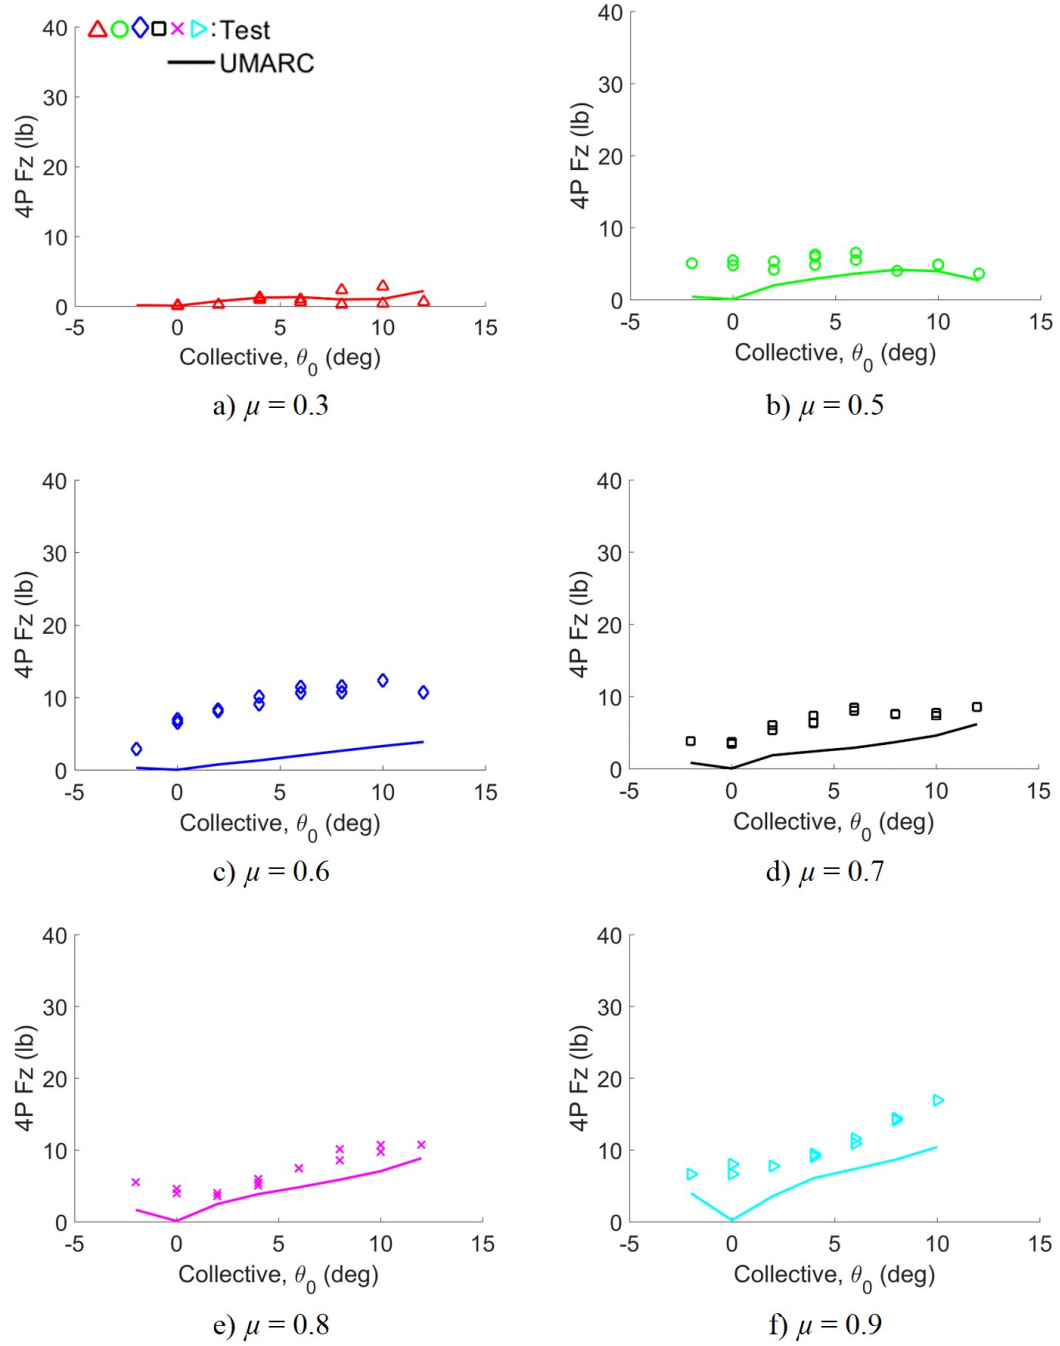 : Test
UMARC
40
30
20
10
0
4P Fz (lb)
-5 0 5 10 15
Collective, θ0 (deg)
a) μ = 0.3
40
30
20
10
0
4P Fz (lb)
-5 0 5 10 15
Collective, θ0 (deg)
b) μ = 0.5
40
30
20
10
0
4P Fz (lb)
-5 0 5 10 15
Collective, θ0 (deg)
c) μ = 0.6
40
30
20
10
0
4P Fz (lb)
-5 0 5 10 15
Collective, θ0 (deg)
d) μ = 0.7
40
30
20
10
0
4P Fz (lb)
-5 0 5 10 15
Collective, θ0 (deg)
e) μ = 0.8
40
30
20
10
0
4P Fz (lb)
-5 0 5 10 15
Collective, θ0 (deg)
f) μ = 0.9